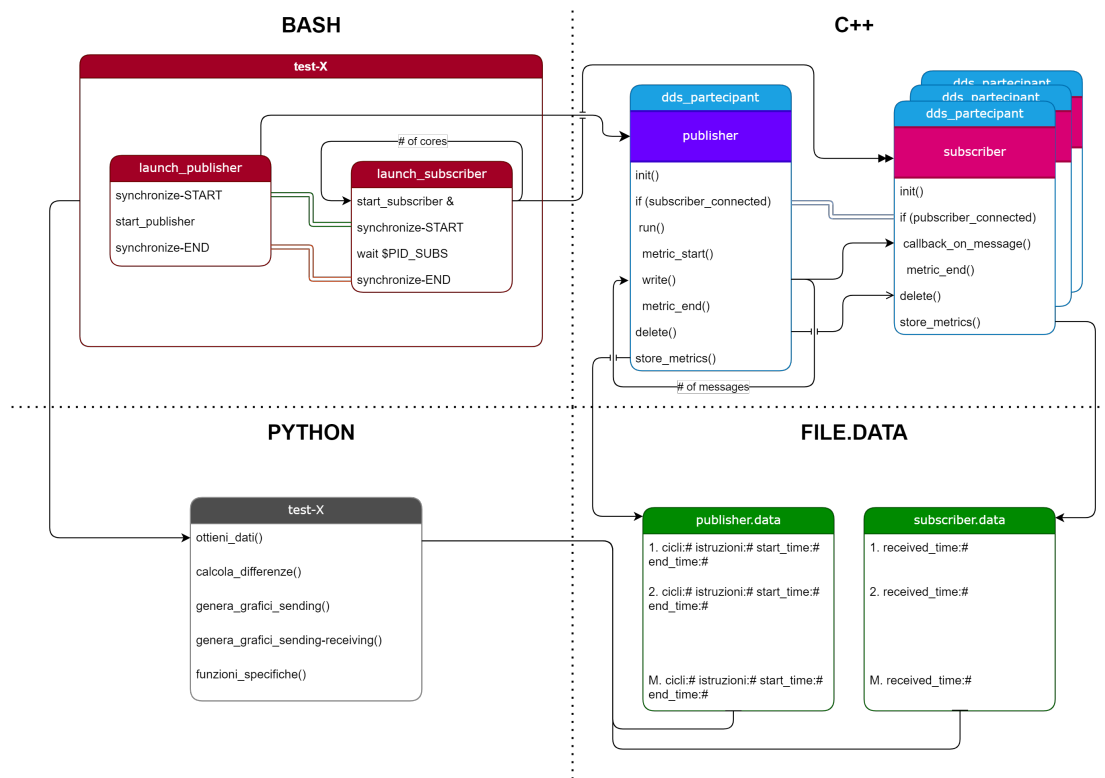 BASH
test-X
launch_publisher
synchronize-START
start_publisher
synchronize-END
# of cores
launch_subscriber
start_subscriber &
synchronize-START
wait $PID_SUBS
synchronize-END
C++
dds_partecipant
publisher
init()
if (subscriber_connected)
run()
metric_start()
write()
metric_end()
delete()
store_metrics()
# of messages
dds_partecipant
dds_partecipant
dds_partecipant
subscriber
init()
if (pubscriber_connected)
callback_on_message()
metric_end()
delete()
store_metrics()
PYTHON
test-X
ottieni_dati()
calcola_differenze()
genera_grafici_sending()
genera_grafici_sending-receiving()
funzioni_specifiche()
FILE.DATA
publisher.data
1. cicli:# istruzioni:# start_time:#
end_time:#
2. cicli:# istruzioni:# start_time:#
end_time:#
M. cicli:# istruzioni:# start_time:#
end_time:#
subscriber.data
1. received_time:#
2. received_time:#
M. received_time:#